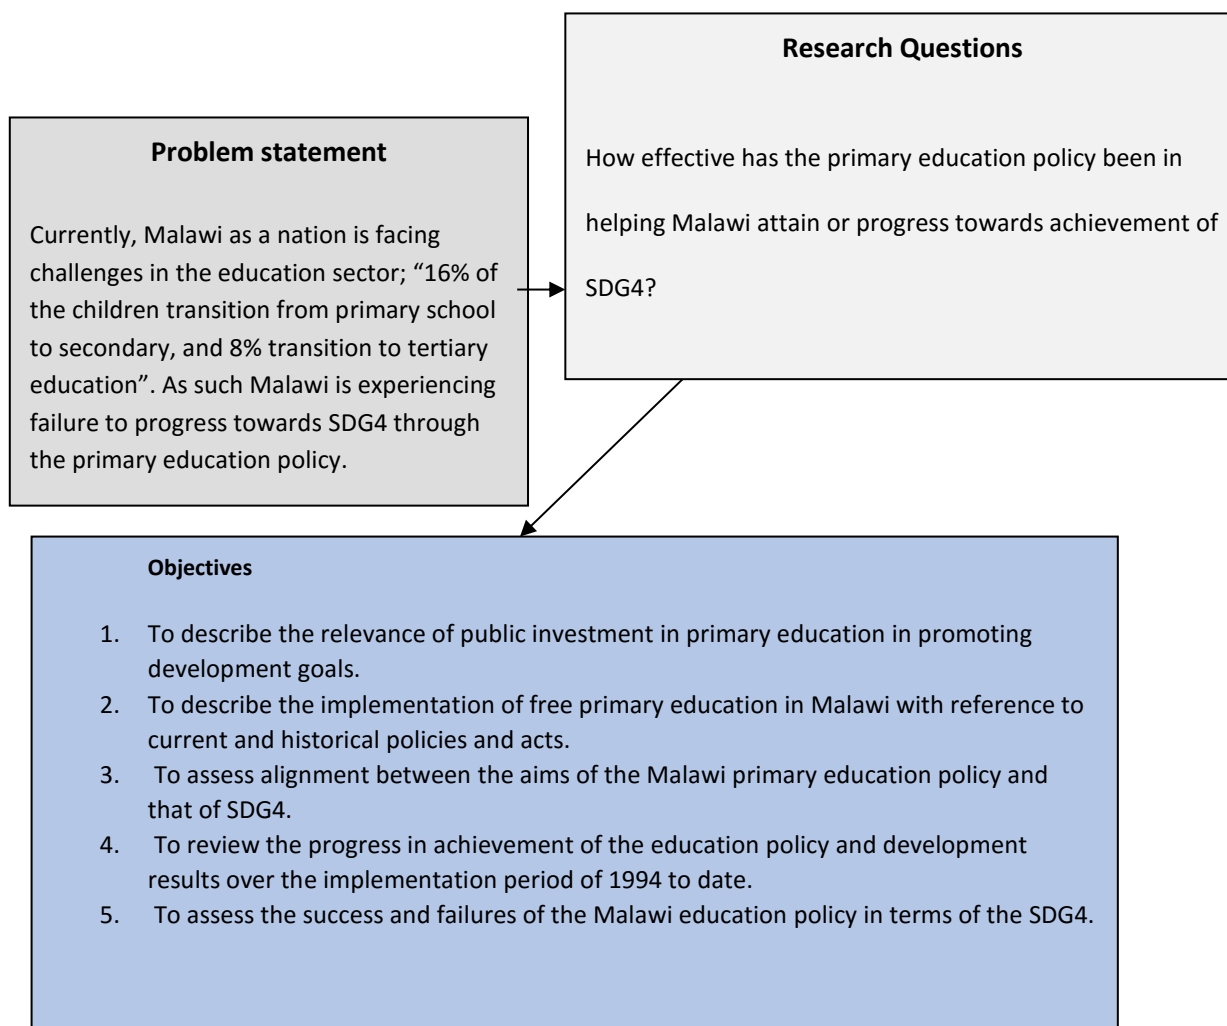 Problem statement
Currently, Malawi as a nation is facing
challenges in the education sector; “16% of
the children transition from primary school
to secondary, and 8% transition to tertiary
education”. As such Malawi is experiencing
failure to progress towards SDG4 through
the primary education policy.
Research Questions
How effective has the primary education policy been in
helping Malawi attain or progress towards achievement of
SDG4?
Objectives
1. To describe the relevance of public investment in primary education in promoting
development goals.
2. To describe the implementation of free primary education in Malawi with reference to
current and historical policies and acts.
3. To assess alignment between the aims of the Malawi primary education policy and
that of SDG4.
4. To review the progress in achievement of the education policy and development
results over the implementation period of 1994 to date.
5. To assess the success and failures of the Malawi education policy in terms of the SDG4.